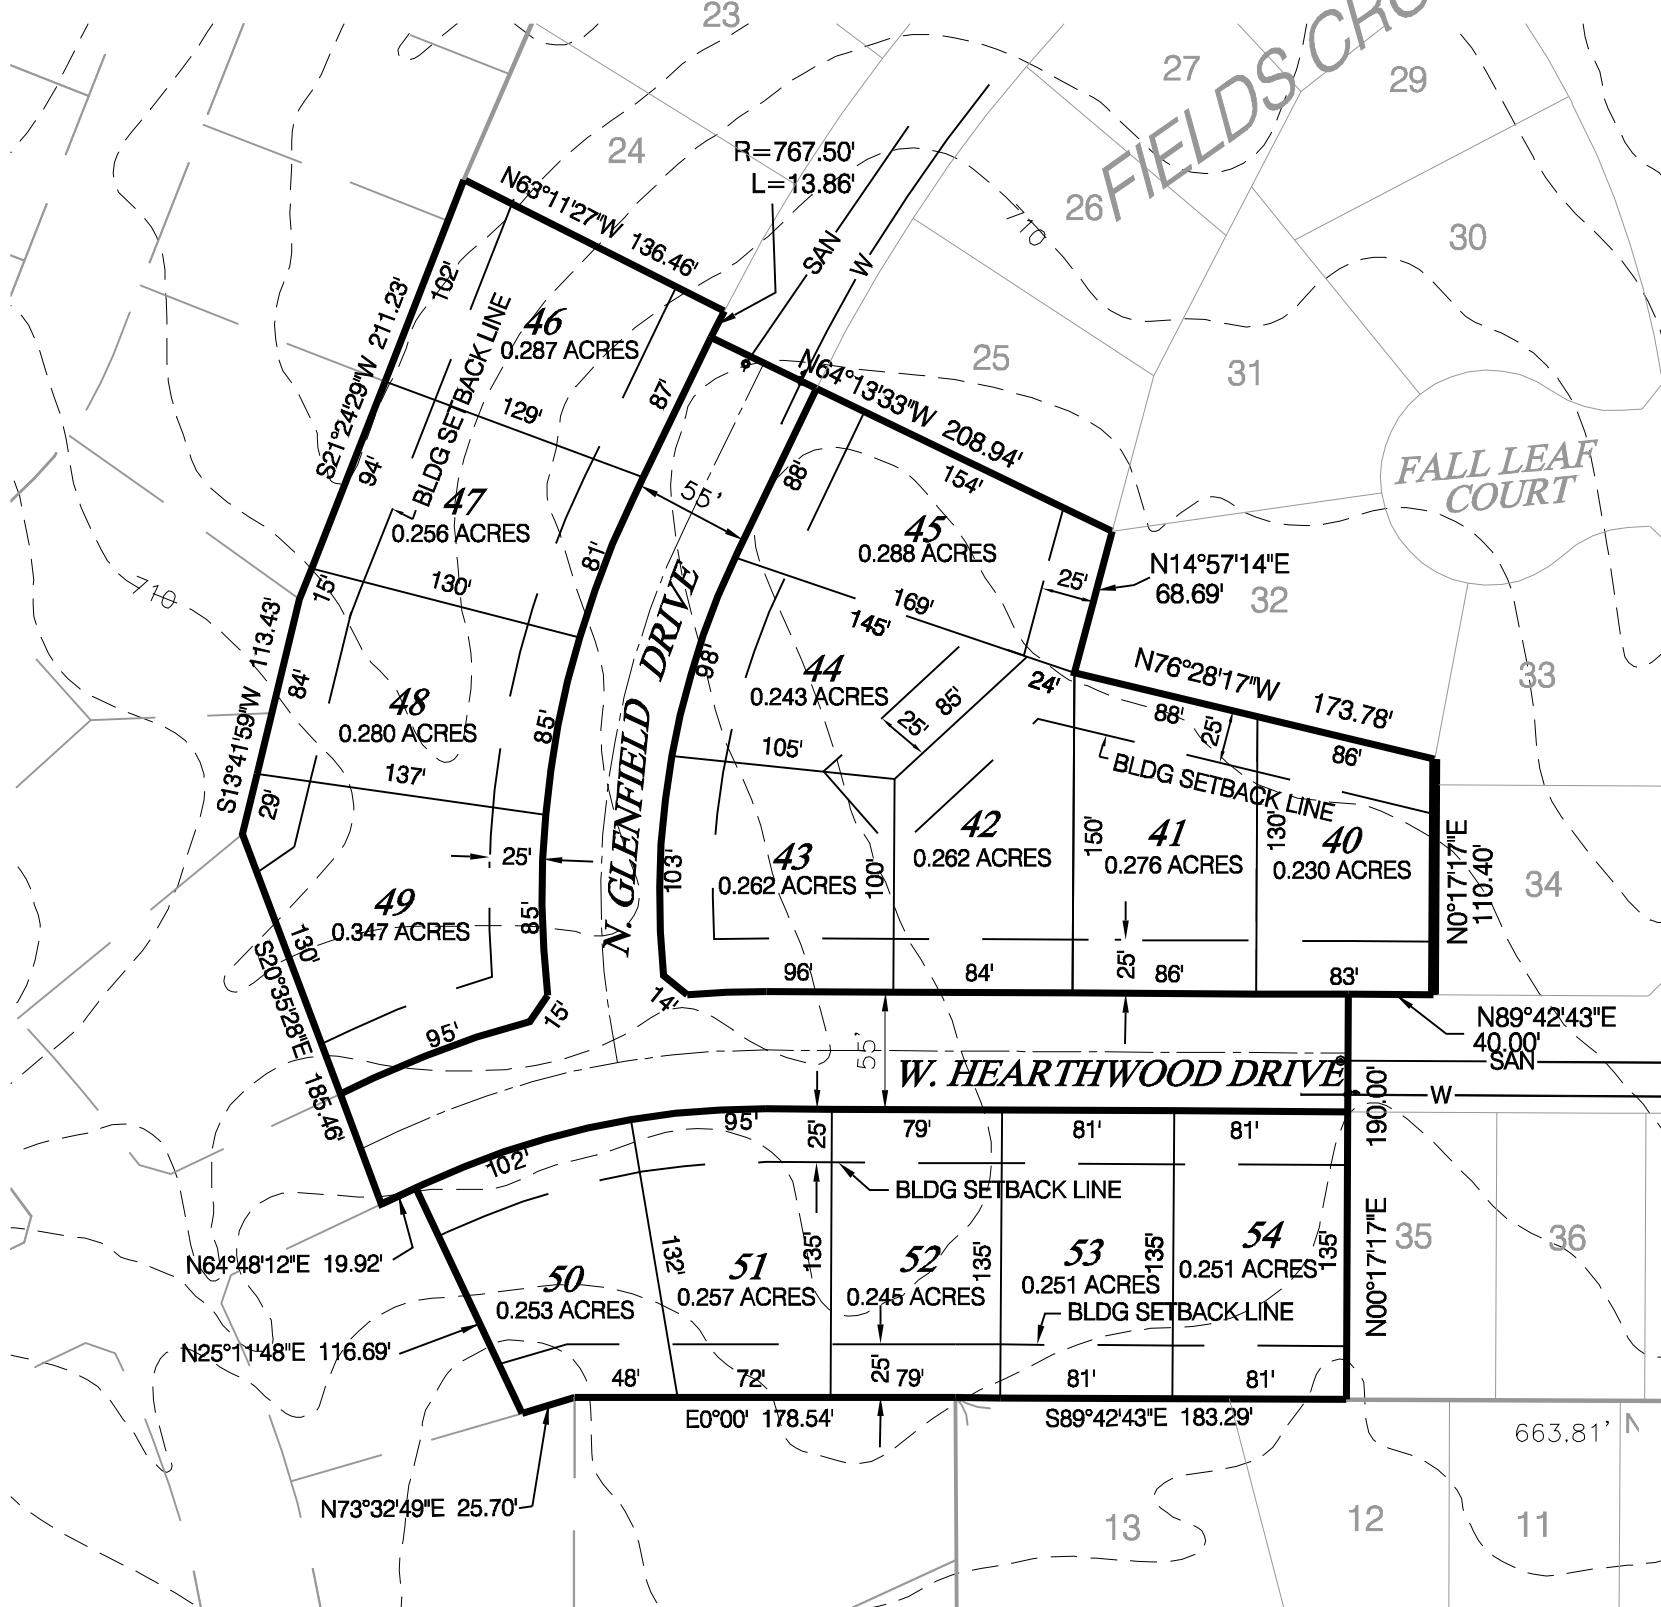 23
27
29
FIELDS CRO
24
R=767.50'
L=13.86'
26
710
30
N63°11'27"W 136.46'
SAN
W
102'
S21°24'29"W 211.23'
BLDG SETBACK LINE
46
0.287 ACRES
87'
129'
94'
47
0.256 ACRES
81'
130'
15'
710
S13°41'59"W 113.43'
84'
48
0.280 ACRES
85'
137'
29'
25'
49
0.347 ACRES
85'
130'
S20°35'28"E 185.46'
95'
15'
N64°13'33"W 208.94'
25
31
55'
88'
154'
45
0.288 ACRES
FALL LEAF
COURT
25'
N14°57'14"E
68.69'
32
169'
145'
N. GLENFIELD DRIVE
98'
44
0.243 ACRES
24'
85'
25'
N76°28'17"W 173.78'
33
88'
25'
86'
105'
BLDG SETBACK LINE
43
0.262 ACRES
103'
100'
42
0.262 ACRES
150'
41
0.276 ACRES
130'
40
0.230 ACRES
N0°17'17"E
110.40'
34
14'
96'
84'
25'
86'
83'
N89°42'43"E
40.00'
SAN
W
55'
W. HEARTHWOOD DRIVE
190.00'
N00°17'17"E
102'
95'
25'
79'
81'
81'
BLDG SETBACK LINE
N64°48'12"E 19.92'
132'
135'
135'
135'
135'
35
36
50
0.253 ACRES
51
0.257 ACRES
52
0.245 ACRES
53
0.251 ACRES
54
0.251 ACRES
BLDG SETBACK LINE
N25°11'48"E 116.69'
48'
72'
25'
79'
81'
81'
E0°00' 178.54'
S89°42'43"E 183.29'
663.81' N
N73°32'49"E 25.70'
13
12
11